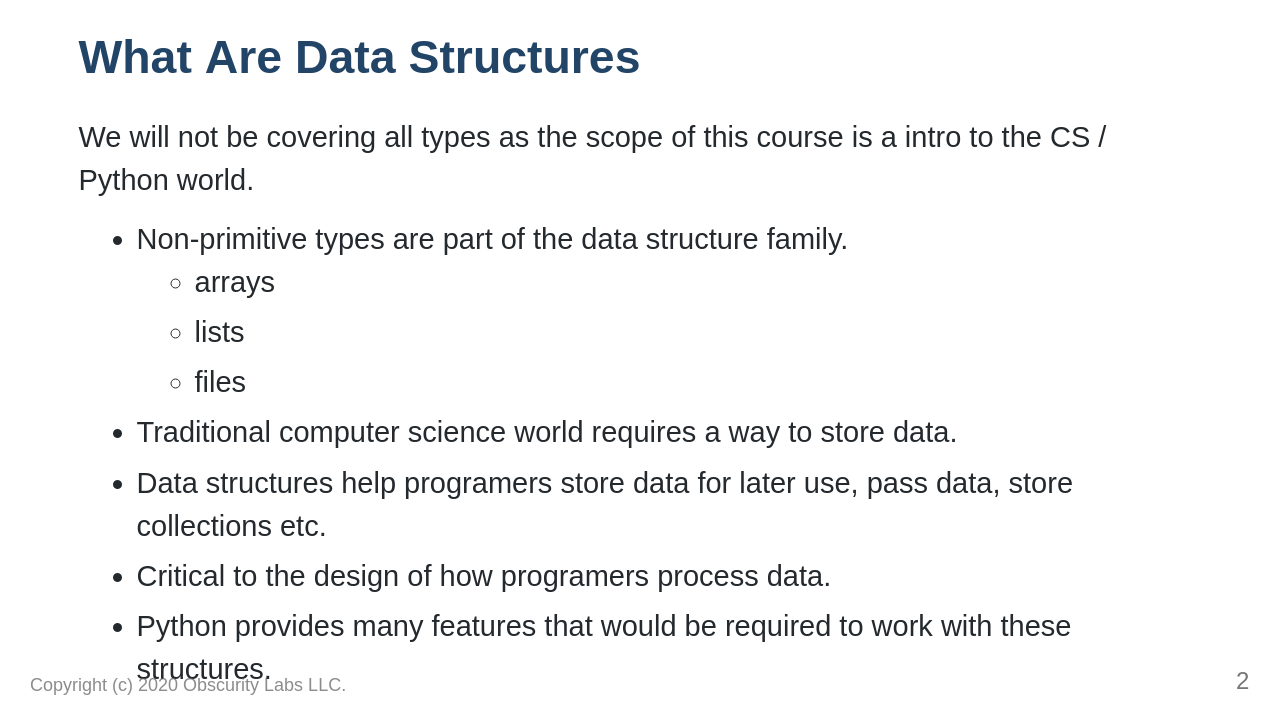 What Are Data Structures
We will not be covering all types as the scope of this course is a intro to the CS /
Python world.
• Non-primitive types are part of the data structure family.
○ arrays
○ lists
○ files
• Traditional computer science world requires a way to store data.
• Data structures help programers store data for later use, pass data, store
collections etc.
• Critical to the design of how programers process data.
• Python provides many features that would be required to work with these
structures.
Copyright (c) 2020 Obscurity Labs LLC.
2